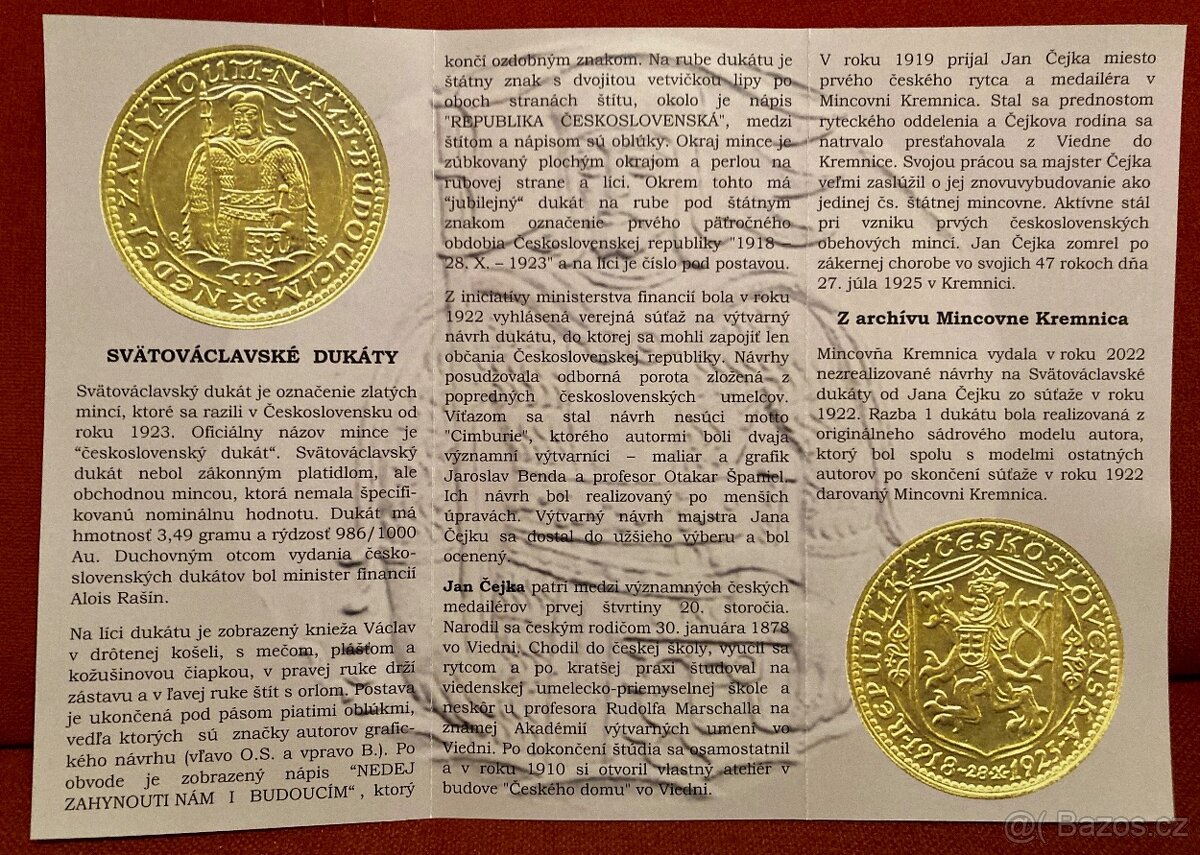 NEDEJ·ZAHYNOUTI·NÁM·I·BUDOUCÍM
SVÄTOVÁCLAVSKÉ DUKÁTY
Svätováclavský dukát je označenie zlatých
mincí, ktoré sa razili v Československu od
roku 1923. Oficiálny názov mince je
“československý dukát“. Svätováclavský
dukát nebol zákonným platidlom, ale
obchodnou mincou, ktorá nemala špecifi-
kovanú nominálnu hodnotu. Dukát má
hmotnosť 3,49 gramu a rýdzosť 986/1000
Au. Duchovným otcom vydania česko-
slovenských dukátov bol minister financií
Alois Rašín.
Na líci dukátu je zobrazený knieža Václav
v drôtenej košeli, s mečom, plášťom a
kožušinovou čiapkou, v pravej ruke drží
zástavu a v ľavej ruke štít s orlom. Postava
je ukončená pod pásom piatimi oblúkmi,
vedľa ktorých sú značky autorov grafic-
kého návrhu (vľavo O.S. a vpravo B.). Po
obvode je zobrazený nápis “NEDEJ
ZAHYNOUTI NÁM I BUDOUCÍM“, ktorý
končí ozdobným znakom. Na rube dukátu je
štátny znak s dvojitou vetvičkou lipy po
oboch stranách štítu, okolo je nápis
"REPUBLIKA ČESKOSLOVENSKÁ", medzi
štítom a nápisom sú oblúky. Okraj mince je
zúbkovaný plochým okrajom a perlou na
rubovej strane a líci. Okrem tohto má
“jubilejný“ dukát na rube pod štátnym
znakom označenie prvého päťročného
obdobia Československej republiky "1918 –
28. X. – 1923" a na líci je číslo pod postavou.
Z iniciatívy ministerstva financií bola v roku
1922 vyhlásená verejná súťaž na výtvarný
návrh dukátu, do ktorej sa mohli zapojiť len
občania Československej republiky. Návrhy
posudzovala odborná porota zložená z
popredných československých umelcov.
Víťazom sa stal návrh nesúci motto
"Cimburie", ktorého autormi boli dvaja
významní výtvarníci – maliar a grafik
Jaroslav Benda a profesor Otakar Španiel.
Ich návrh bol realizovaný po menších
úpravách. Výtvarný návrh majstra Jana
Čejku sa dostal do užšieho výberu a bol
ocenený.
Jan Čejka patrí medzi významných českých
medailérov prvej štvrtiny 20. storočia.
Narodil sa českým rodičom 30. januára 1878
vo Viedni. Chodil do českej školy, vyučil sa
rytcom a po kratšej praxi študoval na
viedenskej umelecko-priemyselnej škole a
neskôr u profesora Rudolfa Marschalla na
známej Akadémii výtvarných umení vo
Viedni. Po dokončení štúdia sa osamostatnil
a v roku 1910 si otvoril vlastný ateliér v
budove "Českého domu" vo Viedni.
V roku 1919 prijal Jan Čejka miesto
prvého českého rytca a medailéra v
Mincovni Kremnica. Stal sa prednostom
ryteckého oddelenia a Čejkova rodina sa
natrvalo presťahovala z Viedne do
Kremnice. Svojou prácou sa majster Čejka
veľmi zaslúžil o jej znovuvybudovanie ako
jedinej čs. štátnej mincovne. Aktívne stál
pri vzniku prvých československých
obehových mincí. Jan Čejka zomrel po
zákernej chorobe vo svojich 47 rokoch dňa
27. júla 1925 v Kremnici.
Z archívu Mincovne Kremnica
Mincovňa Kremnica vydala v roku 2022
nezrealizované návrhy na Svätováclavské
dukáty od Jana Čejku zo súťaže v roku
1922. Razba 1 dukátu bola realizovaná z
originálneho sádrového modelu autora,
ktorý bol spolu s modelmi ostatných
autorov po skončení súťaže v roku 1922
darovaný Mincovni Kremnica.
REPUBLIKA·ČESKOSLOVENSKÁ
1918–28·X–1923
@( Bazos.cz